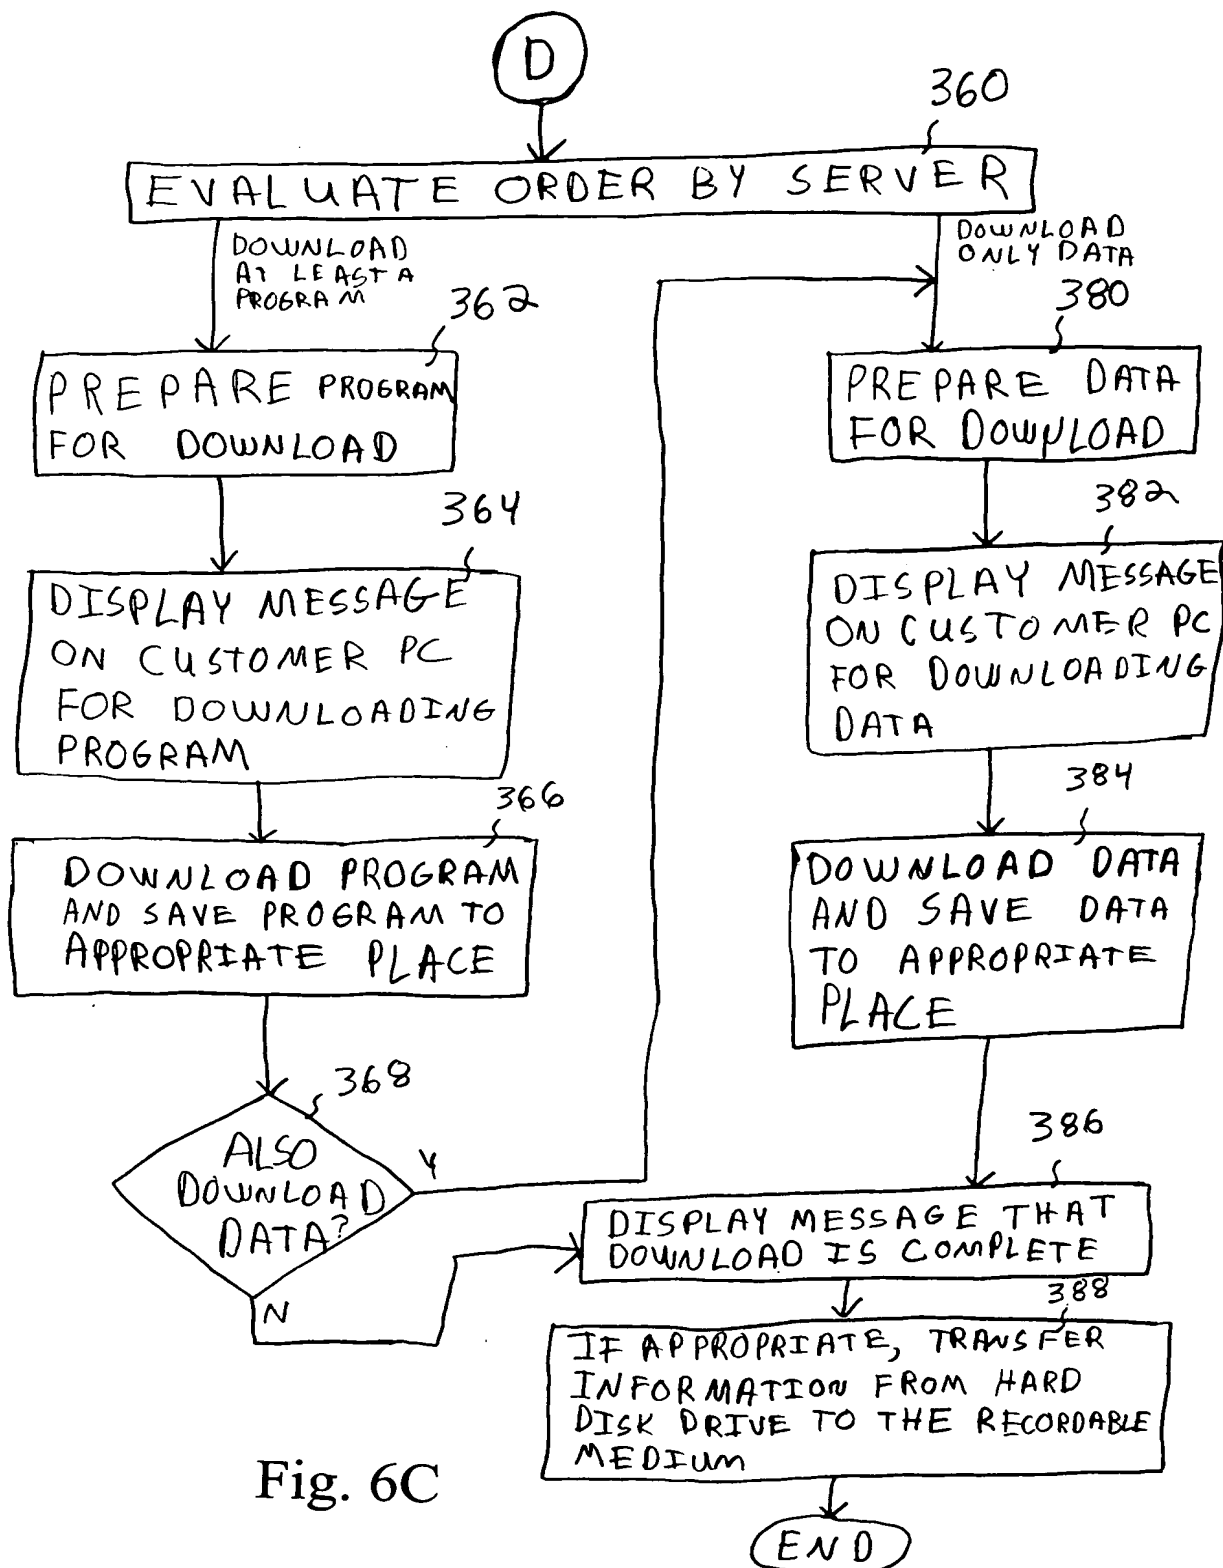 D
360
EVALUATE ORDER BY SERVER
DOWNLOAD
AT LEAST A
PROGRAM
362
PREPARE PROGRAM
FOR DOWNLOAD
364
DISPLAY MESSAGE
ON CUSTOMER PC
FOR DOWNLOADING
PROGRAM
366
DOWNLOAD PROGRAM
AND SAVE PROGRAM TO
APPROPRIATE PLACE
368
ALSO
DOWNLOAD
DATA?
Y
N
DOWNLOAD
ONLY DATA
380
PREPARE DATA
FOR DOWNLOAD
382
DISPLAY MESSAGE
ON CUSTOMER PC
FOR DOWNLOADING
DATA
384
DOWNLOAD DATA
AND SAVE DATA
TO APPROPRIATE
PLACE
386
DISPLAY MESSAGE THAT
DOWNLOAD IS COMPLETE
388
IF APPROPRIATE, TRANSFER
INFORMATION FROM HARD
DISK DRIVE TO THE RECORDABLE
MEDIUM
END
Fig. 6C